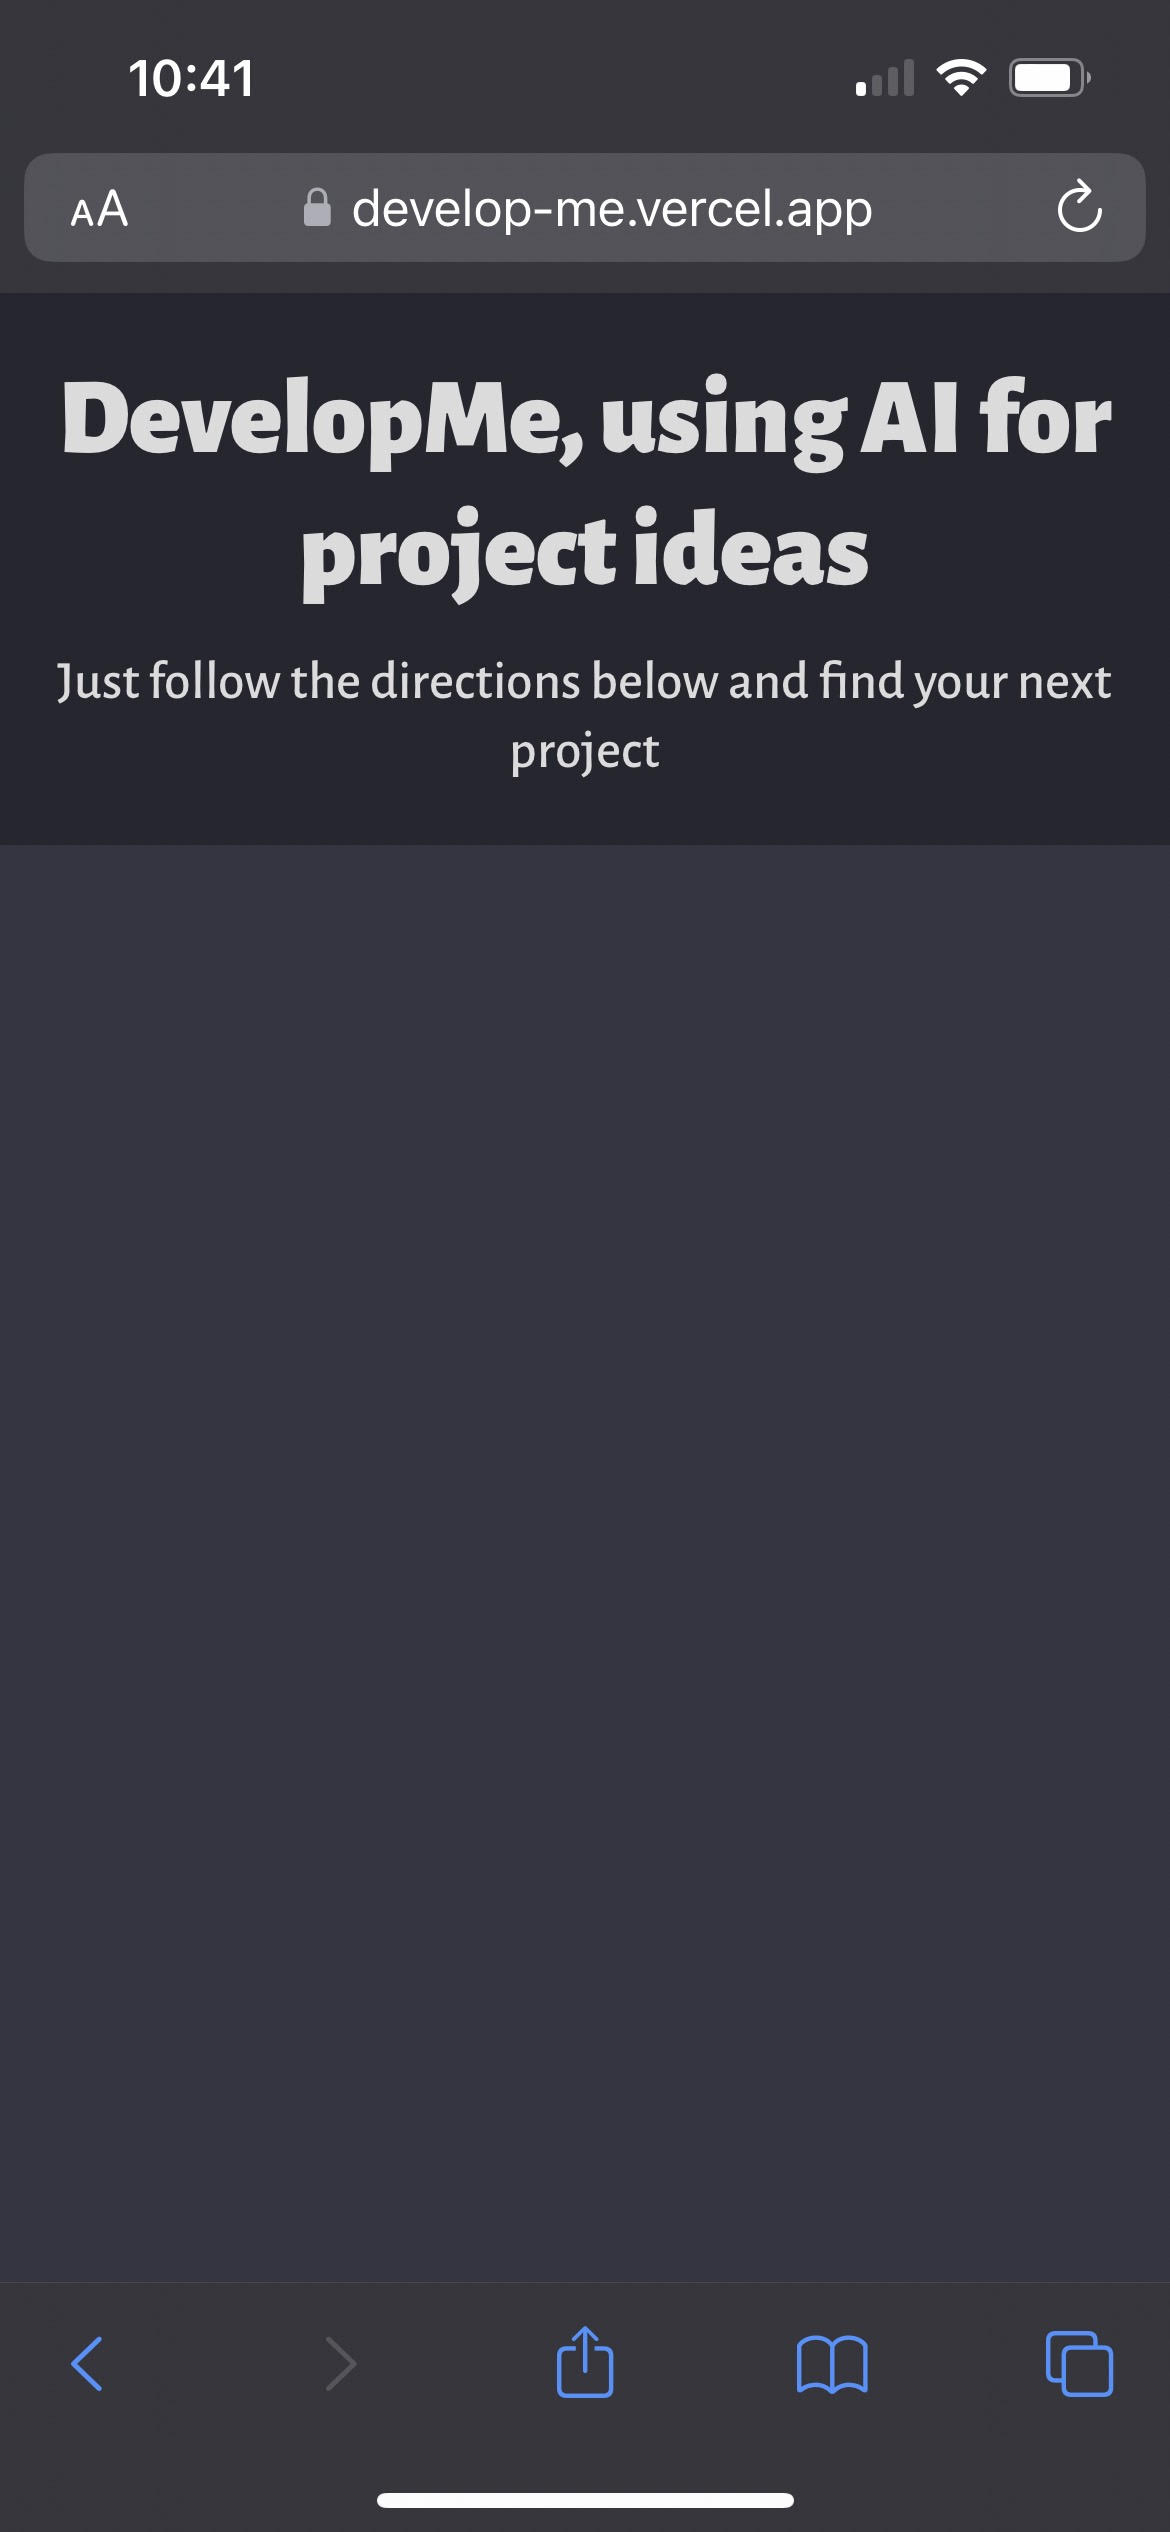 10:41
AA develop-me.vercel.app
DevelopMe, using AI for
project ideas
Just follow the directions below and find your next
project